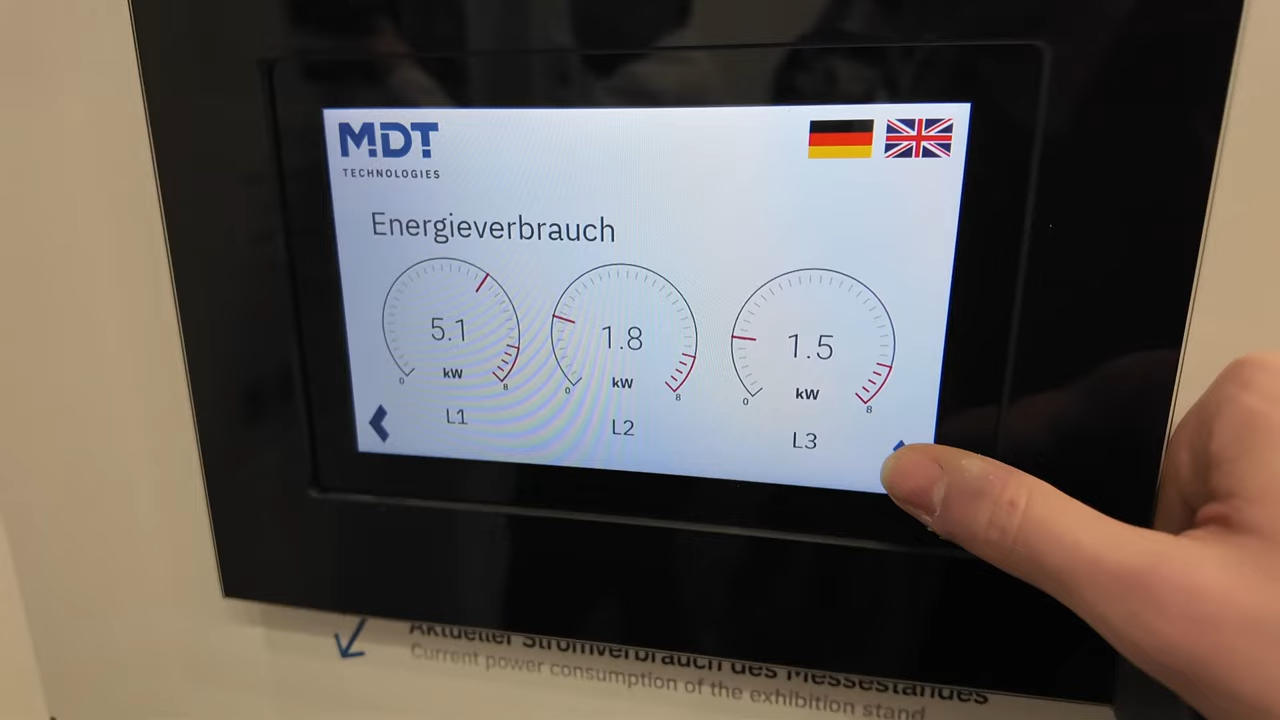 MDT
TECHNOLOGIES
Energieverbrauch
5.1
kW
0
8
L1
1.8
kW
0
8
L2
1.5
kW
0
8
L3
Aktueller Stromverbrauch des Messestandes
Current power consumption of the exhibition stand